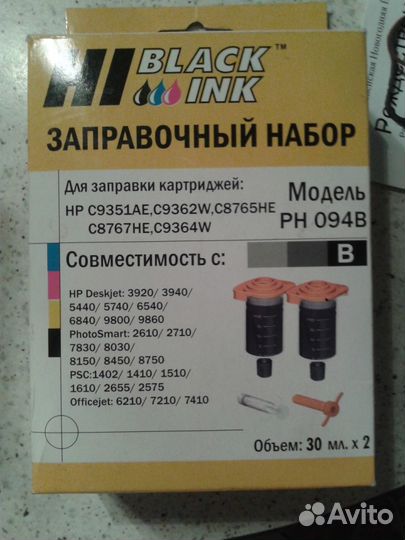 HI BLACK™
INK
ЗАПРАВОЧНЫЙ НАБОР
Для заправки картриджей:
HP C9351AE,C9362W,C8765HE
C8767HE,C9364W
Модель
PH 094B
Совместимость с:
B
HP Deskjet: 3920/ 3940/
5440/ 5740/ 6540/
6840/ 9800/ 9860
PhotoSmart: 2610/ 2710/
7830/ 8030/
8150/ 8450/ 8750
PSC:1402/ 1410/ 1510/
1610/ 2655/ 2575
Officejet: 6210/ 7210/ 7410
Объем: 30 мл. x 2
Avito